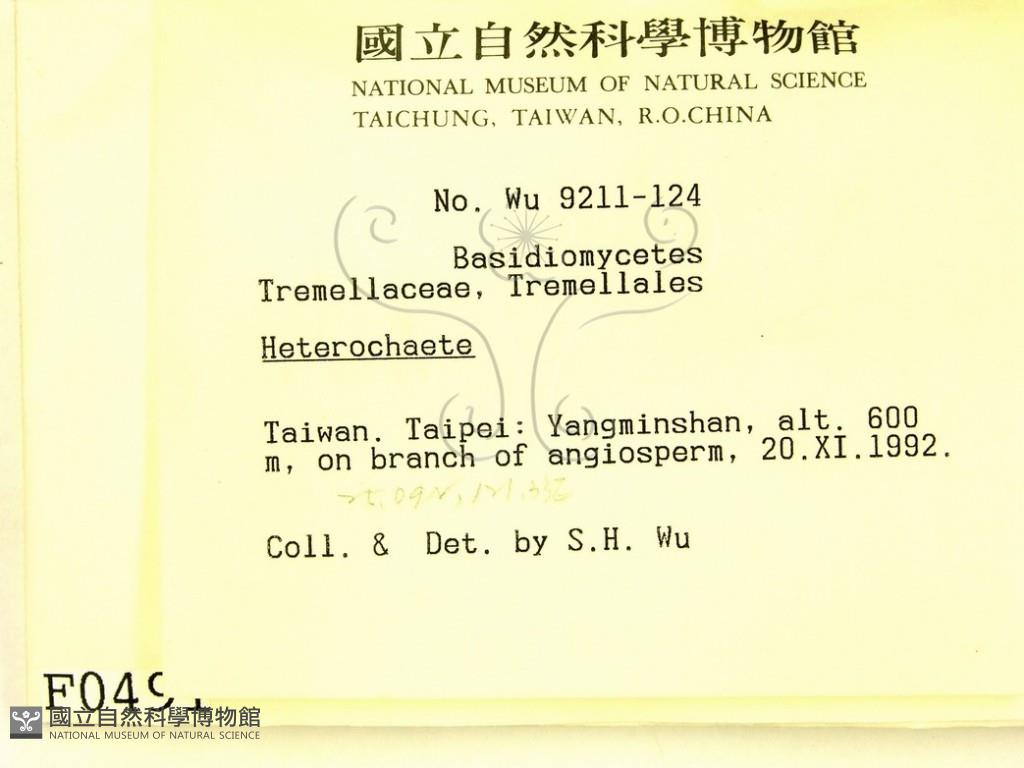 國立自然科學博物館
NATIONAL MUSEUM OF NATURAL SCIENCE
TAICHUNG, TAIWAN, R.O.CHINA
No. Wu 9211-124
Basidiomycetes
Tremellaceae, Tremellales
Heterochaete
Taiwan. Taipei: Yangminshan, alt. 600
m, on branch of angiosperm, 20.XI.1992.
Coll. & Det. by S.H. Wu
國立自然科學博物館
NATIONAL MUSEUM OF NATURAL SCIENCE